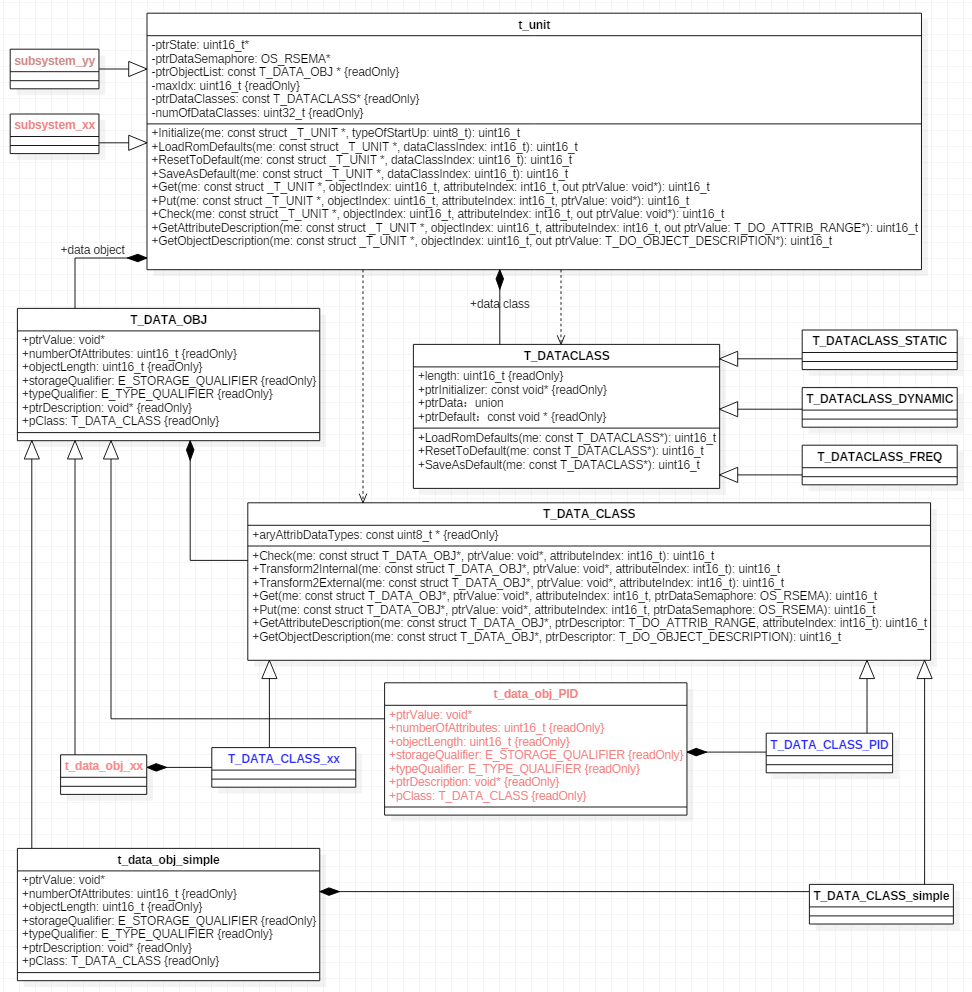 t_unit
-ptrState: uint16_t*
-ptrDataSemaphore: OS_RSEMA*
-ptrObjectList: const T_DATA_OBJ * {readOnly}
-maxIdx: uint16_t {readOnly}
-ptrDataClasses: const T_DATACLASS* {readOnly}
-numOfDataClasses: uint32_t {readOnly}
+Initialize(me: const struct _T_UNIT *, typeOfStartUp: uint8_t): uint16_t
+LoadRomDefaults(me: const struct _T_UNIT *, dataClassIndex: int16_t): uint16_t
+ResetToDefault(me: const struct _T_UNIT *, dataClassIndex: uint16_t): uint16_t
+SaveAsDefault(me: const struct _T_UNIT *, dataClassIndex: uint16_t): uint16_t
+Get(me: const struct _T_UNIT *, objectIndex: uint16_t, attributeIndex: int16_t, out ptrValue: void*): uint16_t
+Put(me: const struct _T_UNIT *, objectIndex: uint16_t, attributeIndex: int16_t, ptrValue: void*): uint16_t
+Check(me: const struct _T_UNIT *, objectIndex: uint16_t, attributeIndex: int16_t, out ptrValue: void*): uint16_t
+GetAttributeDescription(me: const struct _T_UNIT *, objectIndex: uint16_t, attributeIndex: int16_t, out ptrValue: T_DO_ATTRIB_RANGE*): uint16_t
+GetObjectDescription(me: const struct _T_UNIT *, objectIndex: uint16_t, out ptrValue: T_DO_OBJECT_DESCRIPTION*): uint16_t
subsystem_yy
subsystem_xx
+data object
+data class
T_DATA_OBJ
+ptrValue: void*
+numberOfAttributes: uint16_t {readOnly}
+objectLength: uint16_t {readOnly}
+storageQualifier: E_STORAGE_QUALIFIER {readOnly}
+typeQualifier: E_TYPE_QUALIFIER {readOnly}
+ptrDescription: void* {readOnly}
+pClass: T_DATA_CLASS {readOnly}
T_DATACLASS
+length: uint16_t {readOnly}
+ptrInitializer: const void* {readOnly}
+ptrData：union
+ptrDefault：const void * {readOnly}
+LoadRomDefaults(me: const T_DATACLASS*): uint16_t
+ResetToDefault(me: const T_DATACLASS*): uint16_t
+SaveAsDefault(me: const T_DATACLASS*): uint16_t
T_DATACLASS_STATIC
T_DATACLASS_DYNAMIC
T_DATACLASS_FREQ
T_DATA_CLASS
+aryAttribDataTypes: const uint8_t * {readOnly}
+Check(me: const struct T_DATA_OBJ*, ptrValue: void*, attributeIndex: int16_t): uint16_t
+Transform2Internal(me: const struct T_DATA_OBJ*, ptrValue: void*, attributeIndex: int16_t): uint16_t
+Transform2External(me: const struct T_DATA_OBJ*, ptrValue: void*, attributeIndex: int16_t): uint16_t
+Get(me: const struct T_DATA_OBJ*, ptrValue: void*, attributeIndex: int16_t, ptrDataSemaphore: OS_RSEMA): uint16_t
+Put(me: const struct T_DATA_OBJ*, ptrValue: void*, attributeIndex: int16_t, ptrDataSemaphore: OS_RSEMA): uint16_t
+GetAttributeDescription(me: const struct T_DATA_OBJ*, ptrDescriptor: T_DO_ATTRIB_RANGE, attributeIndex: int16_t): uint16_t
+GetObjectDescription(me: const struct T_DATA_OBJ*, ptrDescriptor: T_DO_OBJECT_DESCRIPTION): uint16_t
t_data_obj_PID
+ptrValue: void*
+numberOfAttributes: uint16_t {readOnly}
+objectLength: uint16_t {readOnly}
+storageQualifier: E_STORAGE_QUALIFIER {readOnly}
+typeQualifier: E_TYPE_QUALIFIER {readOnly}
+ptrDescription: void* {readOnly}
+pClass: T_DATA_CLASS {readOnly}
T_DATA_CLASS_PID
t_data_obj_xx
T_DATA_CLASS_xx
t_data_obj_simple
+ptrValue: void*
+numberOfAttributes: uint16_t {readOnly}
+objectLength: uint16_t {readOnly}
+storageQualifier: E_STORAGE_QUALIFIER {readOnly}
+typeQualifier: E_TYPE_QUALIFIER {readOnly}
+ptrDescription: void* {readOnly}
+pClass: T_DATA_CLASS {readOnly}
T_DATA_CLASS_simple